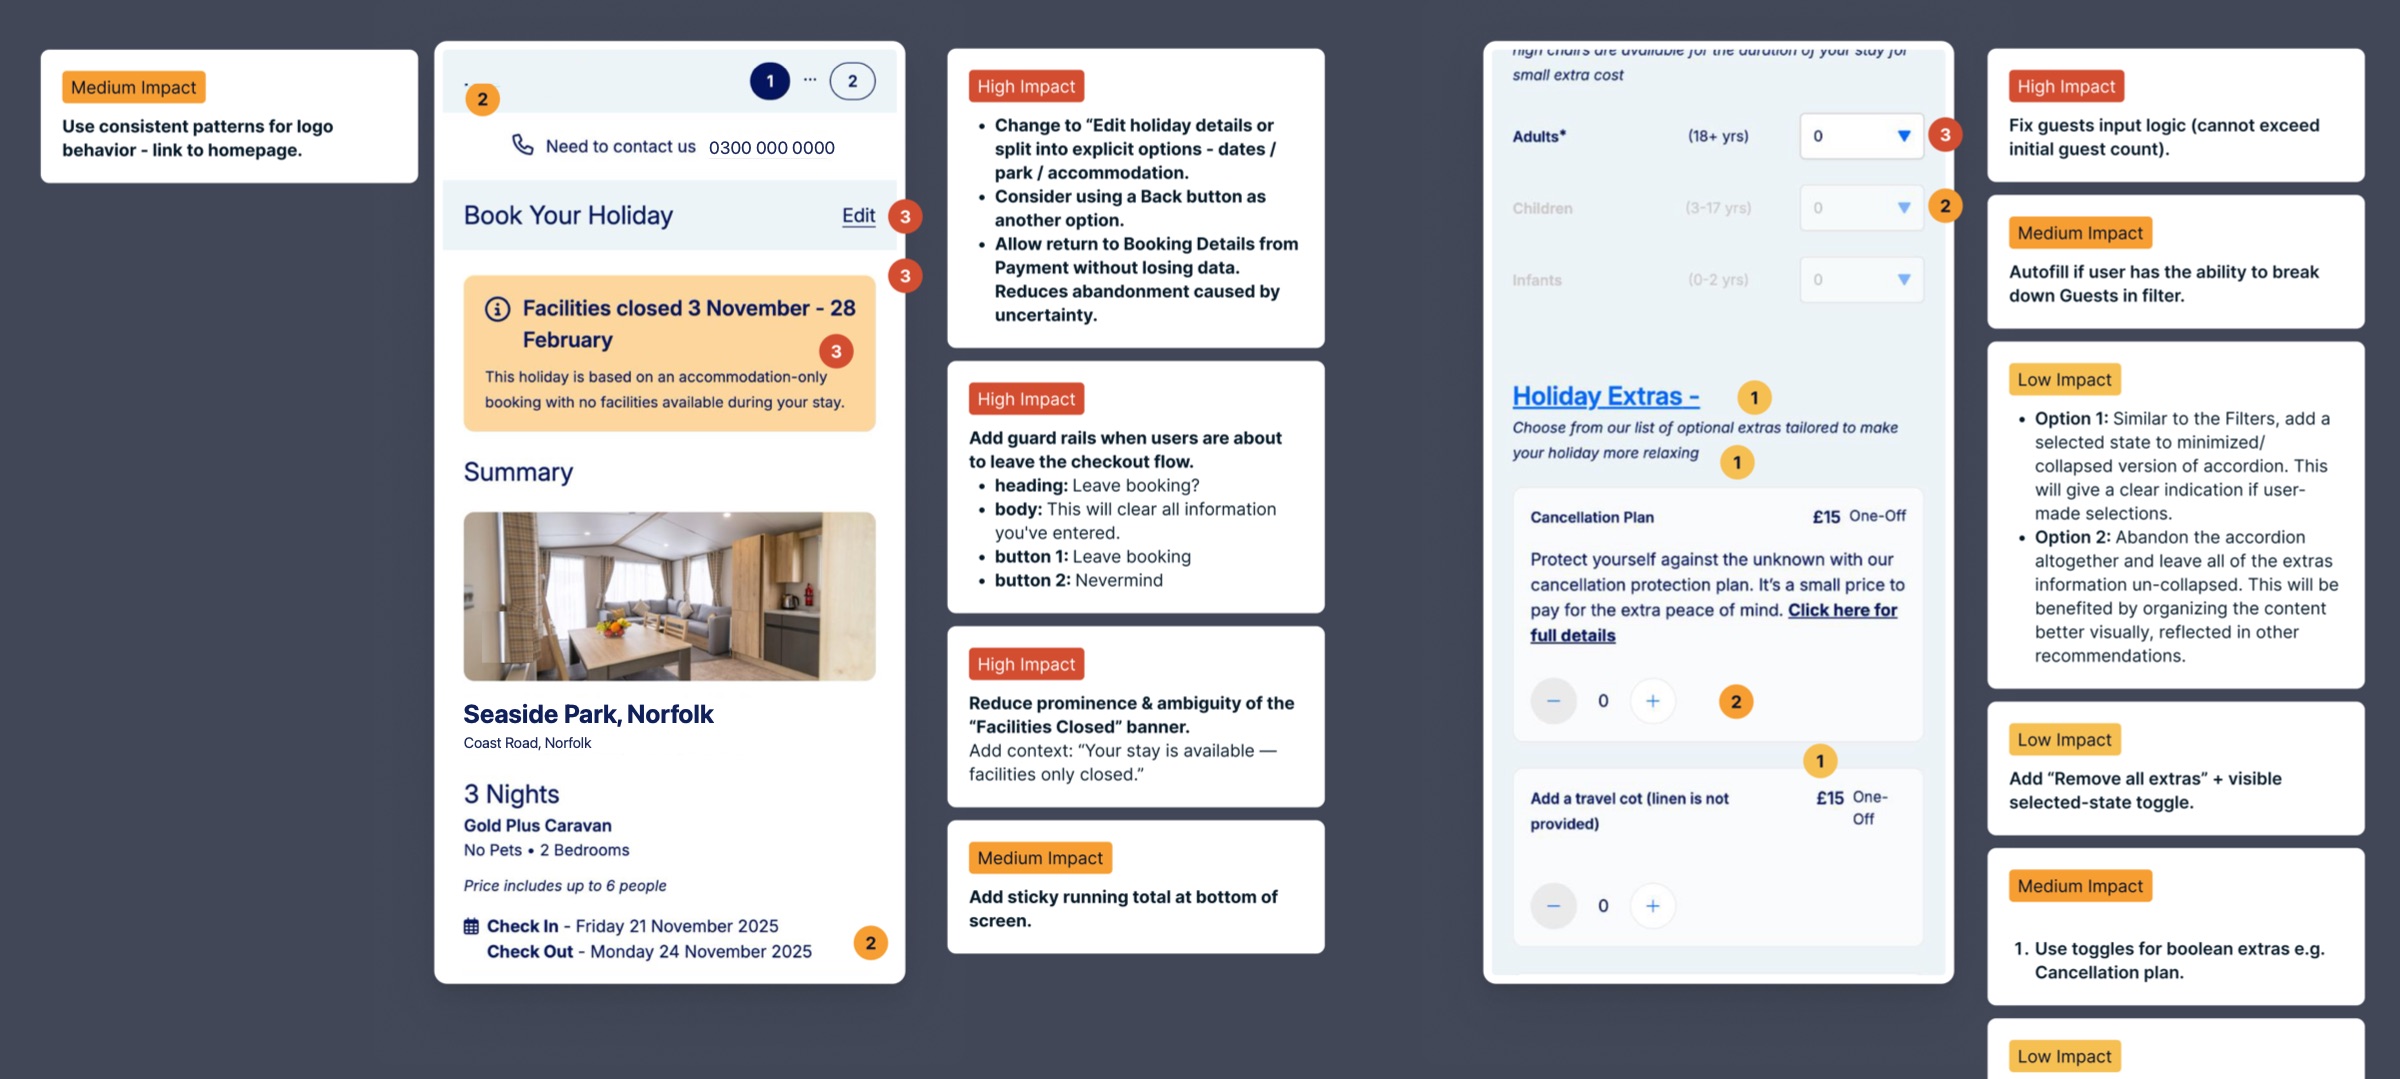 Medium Impact
Use consistent patterns for logo
behavior - link to homepage.
2
1 ... 2
Need to contact us 0300 000 0000
Book Your Holiday Edit 3
3
Facilities closed 3 November - 28
February
3
This holiday is based on an accommodation-only
booking with no facilities available during your stay.
Summary
Seaside Park, Norfolk
Coast Road, Norfolk
3 Nights
Gold Plus Caravan
No Pets • 2 Bedrooms
Price includes up to 6 people
Check In - Friday 21 November 2025
Check Out - Monday 24 November 2025
2
High Impact
• Change to “Edit holiday details or
split into explicit options - dates /
park / accommodation.
• Consider using a Back button as
another option.
• Allow return to Booking Details from
Payment without losing data.
Reduces abandonment caused by
uncertainty.
High Impact
Add guard rails when users are about
to leave the checkout flow.
• heading: Leave booking?
• body: This will clear all information
you've entered.
• button 1: Leave booking
• button 2: Nevermind
High Impact
Reduce prominence & ambiguity of the
“Facilities Closed” banner.
Add context: “Your stay is available —
facilities only closed.”
Medium Impact
Add sticky running total at bottom of
screen.
high chairs are available for the duration of your stay for
small extra cost
Adults* (18+ yrs) 0 3
Children (3-17 yrs) 0 2
Infants (0-2 yrs) 0
Holiday Extras - 1
Choose from our list of optional extras tailored to make
your holiday more relaxing 1
Cancellation Plan £15 One-Off
Protect yourself against the unknown with our
cancellation protection plan. It's a small price to
pay for the extra peace of mind. Click here for
full details
− 0 + 2
1
Add a travel cot (linen is not £15 One-
provided) Off
− 0 +
High Impact
Fix guests input logic (cannot exceed
initial guest count).
Medium Impact
Autofill if user has the ability to break
down Guests in filter.
Low Impact
• Option 1: Similar to the Filters, add a
selected state to minimized/
collapsed version of accordion. This
will give a clear indication if user-
made selections.
• Option 2: Abandon the accordion
altogether and leave all of the extras
information un-collapsed. This will be
benefited by organizing the content
better visually, reflected in other
recommendations.
Low Impact
Add “Remove all extras” + visible
selected-state toggle.
Medium Impact
1. Use toggles for boolean extras e.g.
Cancellation plan.
Low Impact